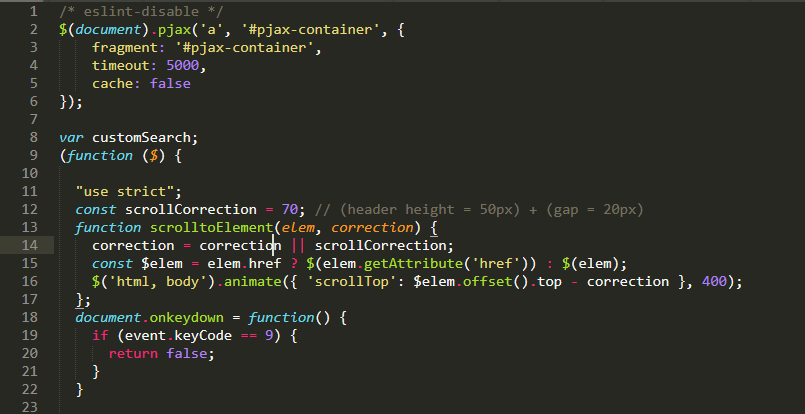 1 /* eslint-disable */
2 $(document).pjax('a', '#pjax-container', {
3     fragment: '#pjax-container',
4     timeout: 5000,
5     cache: false
6 });
7
8 var customSearch;
9 (function ($) {
10
11   "use strict";
12   const scrollCorrection = 70; // (header height = 50px) + (gap = 20px)
13   function scrolltoElement(elem, correction) {
14     correction = correction || scrollCorrection;
15     const $elem = elem.href ? $(elem.getAttribute('href')) : $(elem);
16     $('html, body').animate({ 'scrollTop': $elem.offset().top - correction }, 400);
17   };
18   document.onkeydown = function() {
19     if (event.keyCode == 9) {
20       return false;
21     }
22   }
23